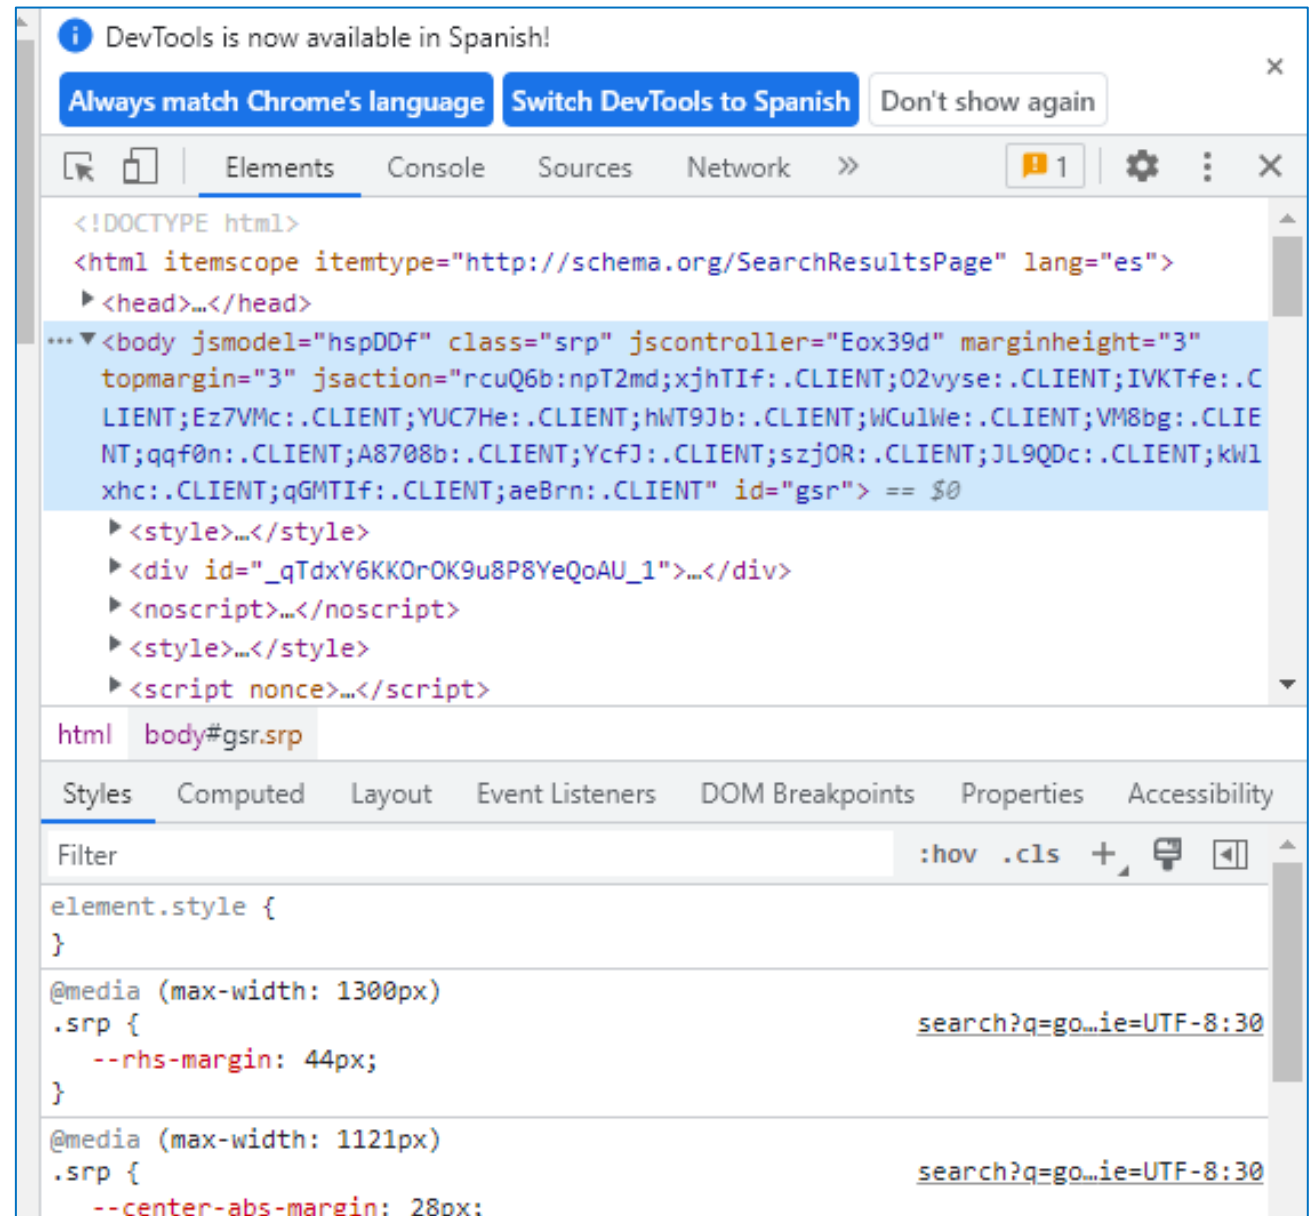 DevTools is now available in Spanish!
Always match Chrome's language Switch DevTools to Spanish Don't show again
Elements Console Sources Network » 1
<!DOCTYPE html>
<html itemscope itemtype="http://schema.org/SearchResultsPage" lang="es">
<head>…</head>
<body jsmodel="hspDDf" class="srp" jscontroller="Eox39d" marginheight="3"
topmargin="3" jsaction="rcuQ6b:npT2md;xjhTIf:.CLIENT;O2vyse:.CLIENT;IVKTfe:.C
LIENT;Ez7VMc:.CLIENT;YUC7He:.CLIENT;hWT9Jb:.CLIENT;WCulWe:.CLIENT;VM8bg:.CLIE
NT;qqf0n:.CLIENT;A8708b:.CLIENT;YcfJ:.CLIENT;szjOR:.CLIENT;JL9QDc:.CLIENT;kWl
xhc:.CLIENT;qGMTIf:.CLIENT;aeBrn:.CLIENT" id="gsr"> == $0
<style>…</style>
<div id="_qTdxY6KKOrOK9u8P8YeQoAU_1">…</div>
<noscript>…</noscript>
<style>…</style>
<script nonce>…</script>
html body#gsr.srp
Styles Computed Layout Event Listeners DOM Breakpoints Properties Accessibility
Filter :hov .cls +
element.style {
}
@media (max-width: 1300px)
.srp { search?q=go…ie=UTF-8:30
--rhs-margin: 44px;
}
@media (max-width: 1121px)
.srp { search?q=go…ie=UTF-8:30
--center-abs-margin: 28px;